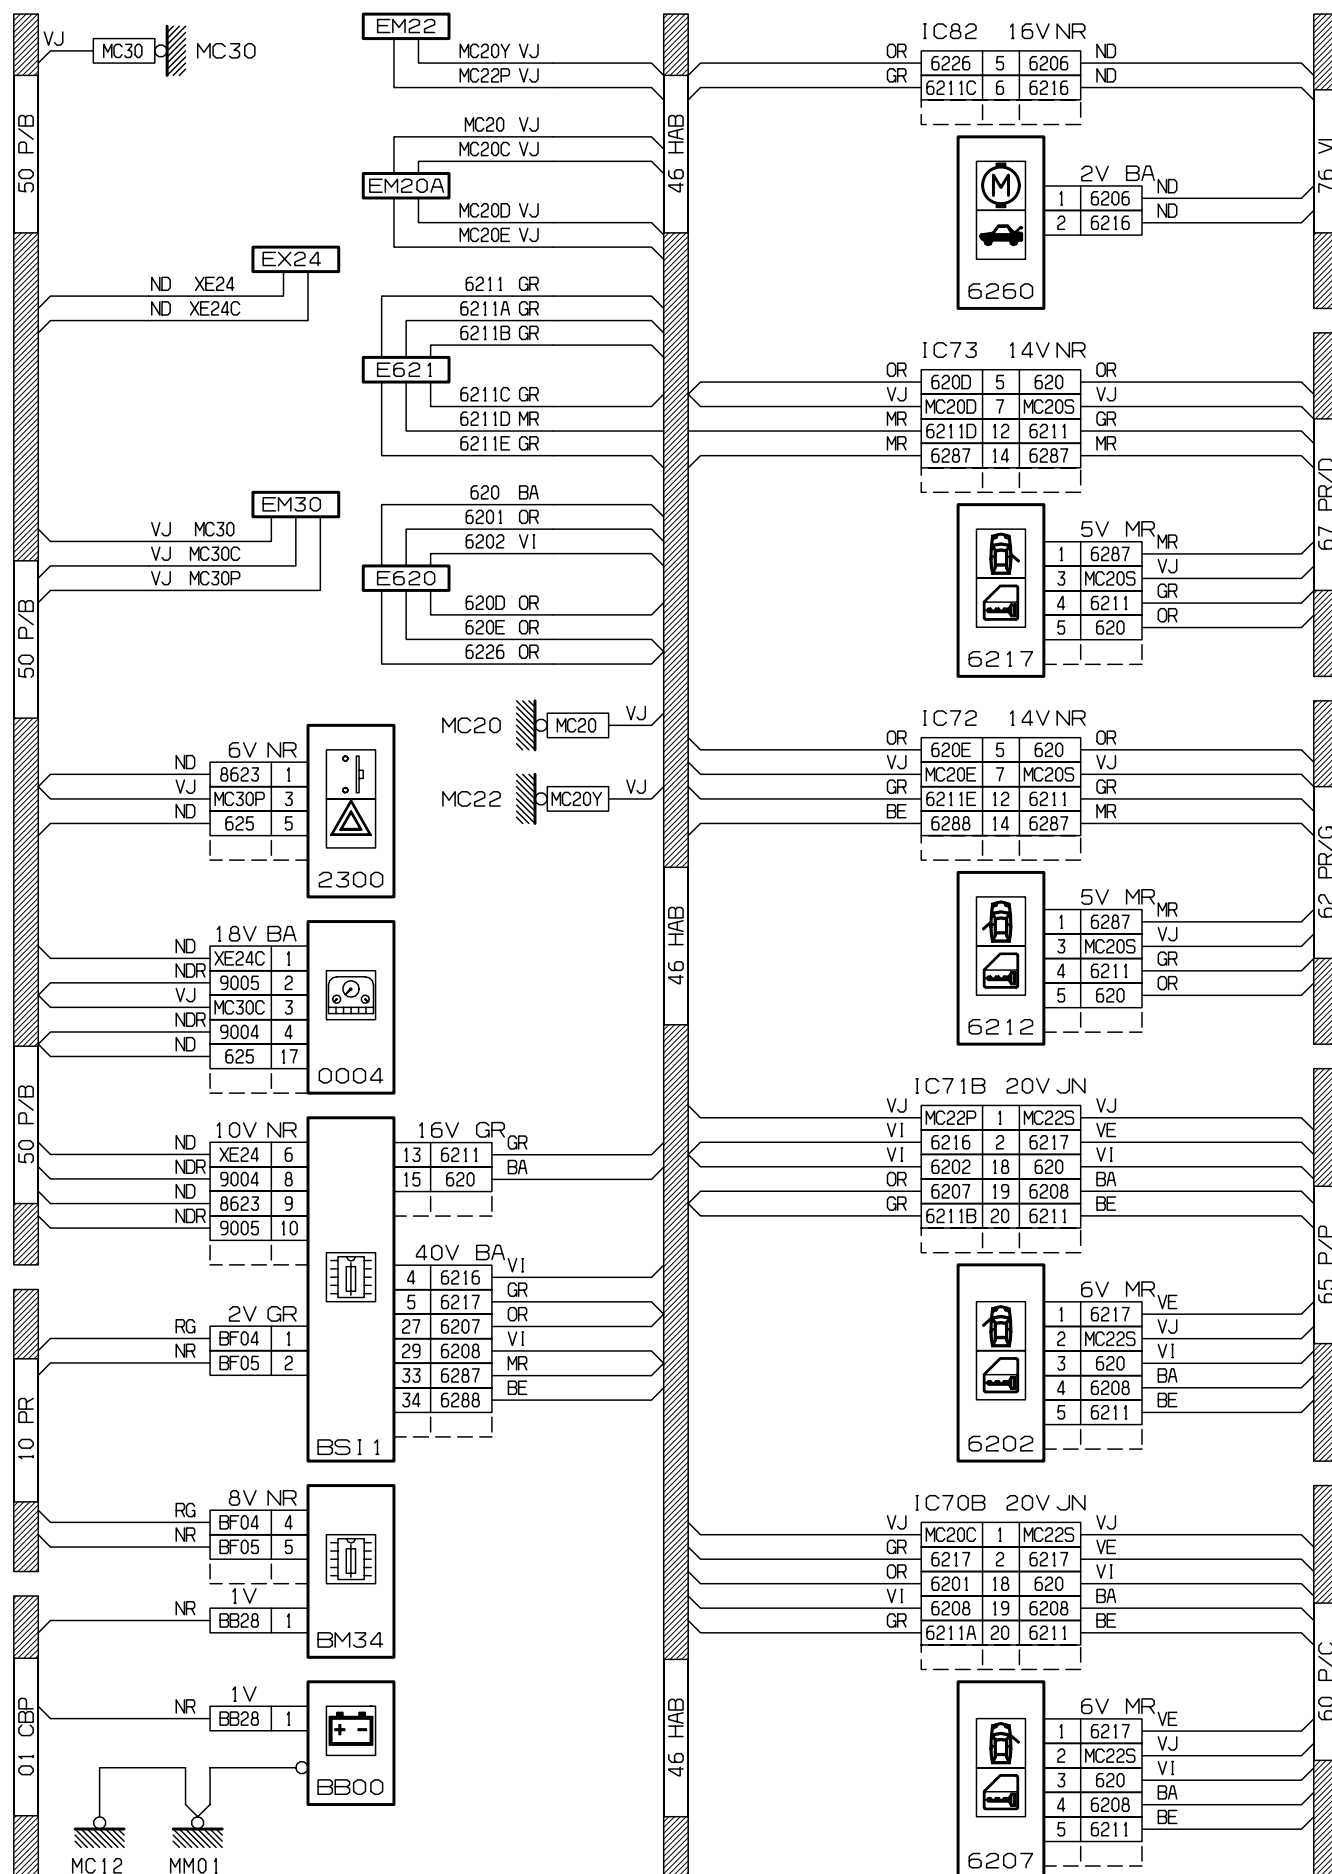 VJ
MC30 MC30
50 P/B
EM22
MC20Y VJ
MC22P VJ
MC20 VJ
MC20C VJ
EM20A
MC20D VJ
MC20E VJ
EX24
ND XE24
ND XE24C
6211 GR
6211A GR
6211B GR
E621
6211C GR
6211D MR
6211E GR
EM30
VJ MC30
VJ MC30C
VJ MC30P
50 P/B
620 BA
6201 OR
6202 VI
E620
620D OR
620E OR
6226 OR
MC20 MC20 VJ
MC22 MC20Y VJ
6V NR
ND 8623 1
VJ MC30P 3
ND 625 5
2300
18V BA
ND XE24C 1
NDR 9005 2
VJ MC30C 3
NDR 9004 4
ND 625 17
0004
50 P/B
10V NR
ND XE24 6
NDR 9004 8
ND 8623 9
NDR 9005 10
16V GR
13 6211 GR
15 620 BA
40V BA
4 6216 VI
5 6217 GR
27 6207 OR
29 6208 VI
33 6287 MR
34 6288 BE
2V GR
RG BF04 1
NR BF05 2
BSI1
10 PR
8V NR
RG BF04 4
NR BF05 5
1V
NR BB28 1
BM34
01 CBP
1V
NR BB28 1
+ -
BB00
MC12 MM01
46 HAB
46 HAB
46 HAB
IC82 16V NR
OR 6226 5 6206 ND
GR 6211C 6 6216 ND
76 VI
M
2V BA
1 6206 ND
2 6216 ND
6260
IC73 14V NR
OR 620D 5 620 OR
VJ MC20D 7 MC20S VJ
MR 6211D 12 6211 GR
MR 6287 14 6287 MR
67 PR/D
5V MR
1 6287 MR
3 MC20S VJ
4 6211 GR
5 620 OR
6217
IC72 14V NR
OR 620E 5 620 OR
VJ MC20E 7 MC20S VJ
GR 6211E 12 6211 GR
BE 6288 14 6287 MR
62 PR/G
5V MR
1 6287 MR
3 MC20S VJ
4 6211 GR
5 620 OR
6212
IC71B 20V JN
VJ MC22P 1 MC22S VJ
VI 6216 2 6217 VE
VI 6202 18 620 VI
OR 6207 19 6208 BA
GR 6211B 20 6211 BE
65 P/P
6V MR
1 6217 VE
2 MC22S VJ
3 620 VI
4 6208 BA
5 6211 BE
6202
IC70B 20V JN
VJ MC20C 1 MC22S VJ
GR 6217 2 6217 VE
OR 6201 18 620 VI
VI 6208 19 6208 BA
GR 6211A 20 6211 BE
60 P/C
6V MR
1 6217 VE
2 MC22S VJ
3 620 VI
4 6208 BA
5 6211 BE
6207